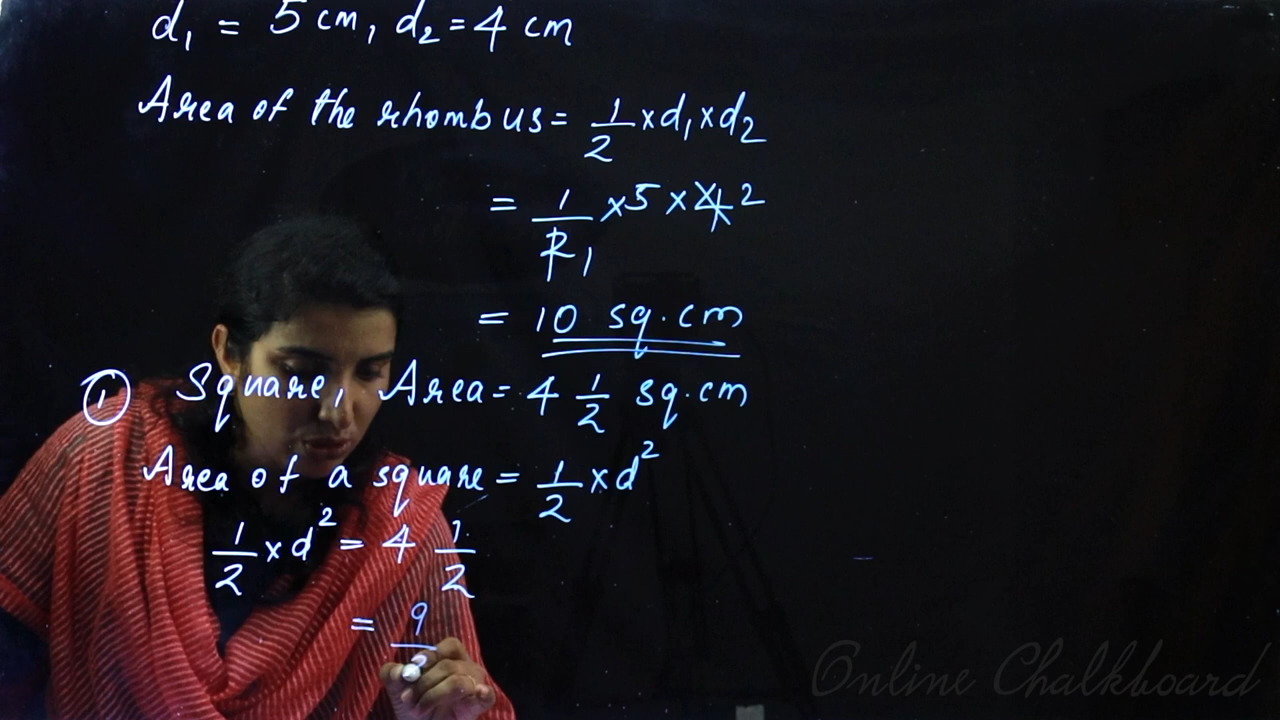 d₁ = 5 cm, d₂ = 4 cm
Area of the rhombus = 1/2 × d₁ × d₂
= 1/2 1 × 5 × 4 2
= 10 sq.cm
① Square, Area = 4 1/2 sq.cm
Area of a square = 1/2 × d²
1/2 × d² = 4 1/2
= 9
Online Chalkboard